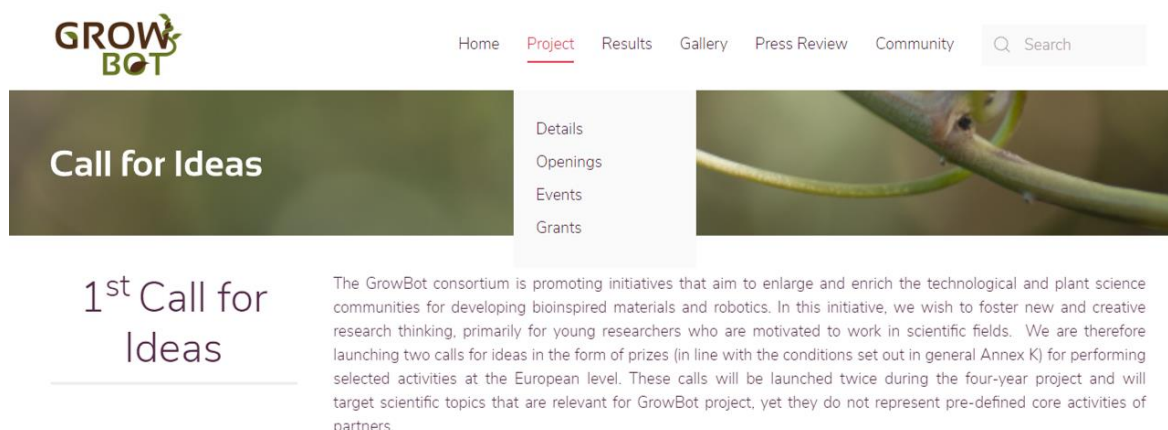 GROW
BOT
Home Project Results Gallery Press Review Community Search
Details
Openings
Events
Grants
Call for Ideas
1st Call for
Ideas
The GrowBot consortium is promoting initiatives that aim to enlarge and enrich the technological and plant science
communities for developing bioinspired materials and robotics. In this initiative, we wish to foster new and creative
research thinking, primarily for young researchers who are motivated to work in scientific fields. We are therefore
launching two calls for ideas in the form of prizes (in line with the conditions set out in general Annex K) for performing
selected activities at the European level. These calls will be launched twice during the four-year project and will
target scientific topics that are relevant for GrowBot project, yet they do not represent pre-defined core activities of
partners